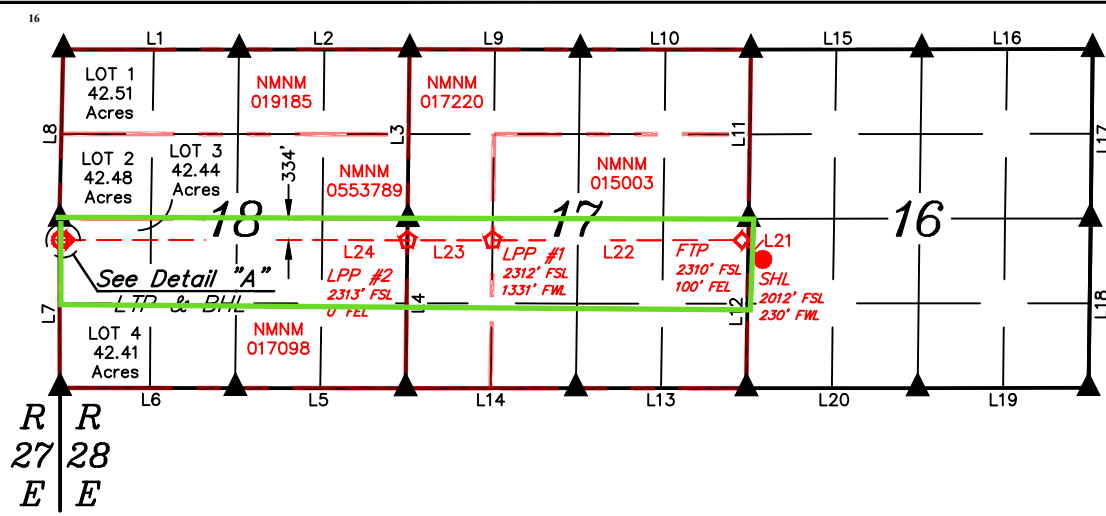 16
L1
L2
L9
L10
L15
L16
LOT 1
42.51
Acres
NMNM
019185
NMNM
017220
L8
L3
L11
L17
LOT 2
42.48
Acres
LOT 3
42.44
Acres
334'
NMNM
0553789
NMNM
015003
18
17
16
L24
L23
L22
L21
See Detail "A"
LTP & BHL
LPP #2
2313' FSL
0' FEL
LPP #1
2312' FSL
1331' FWL
FTP
2310' FSL
100' FEL
SHL
2012' FSL
230' FWL
L7
L4
L12
L18
LOT 4
42.41
Acres
NMNM
017098
L6
L5
L14
L13
L20
L19
R R
27 28
E E